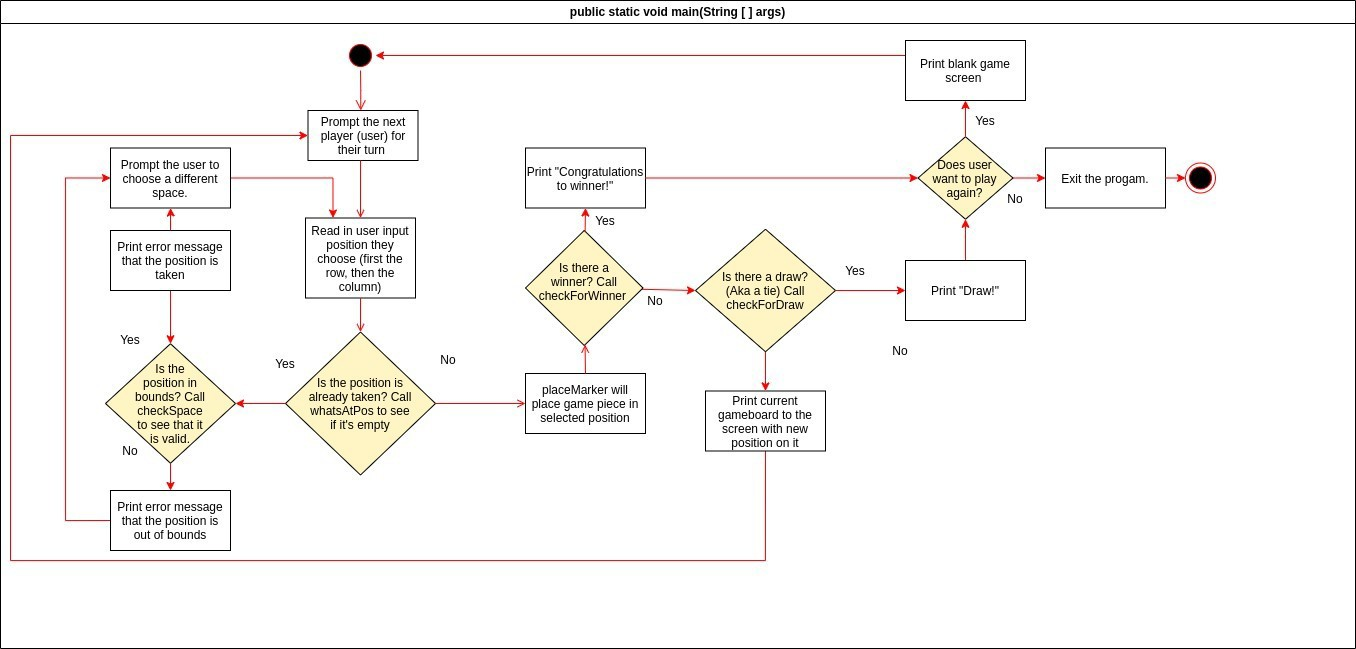 public static void main(String [ ] args)
Prompt the next
player (user) for
their turn
Print blank game
screen
Yes
Prompt the user to
choose a different
space.
Print "Congratulations
to winner!"
Does user
want to play
again?
No
Exit the progam.
Print error message
that the position is
taken
Read in user input
position they
choose (first the
row, then the
column)
Yes
Is there a
winner? Call
checkForWinner
No
Is there a draw?
(Aka a tie) Call
checkForDraw
Yes
Print "Draw!"
No
Yes
Is the
position in
bounds? Call
checkSpace
to see that it
is valid.
No
Yes
Is the position is
already taken? Call
whatsAtPos to see
if it's empty
No
placeMarker will
place game piece in
selected position
Print current
gameboard to the
screen with new
position on it
Print error message
that the position is
out of bounds